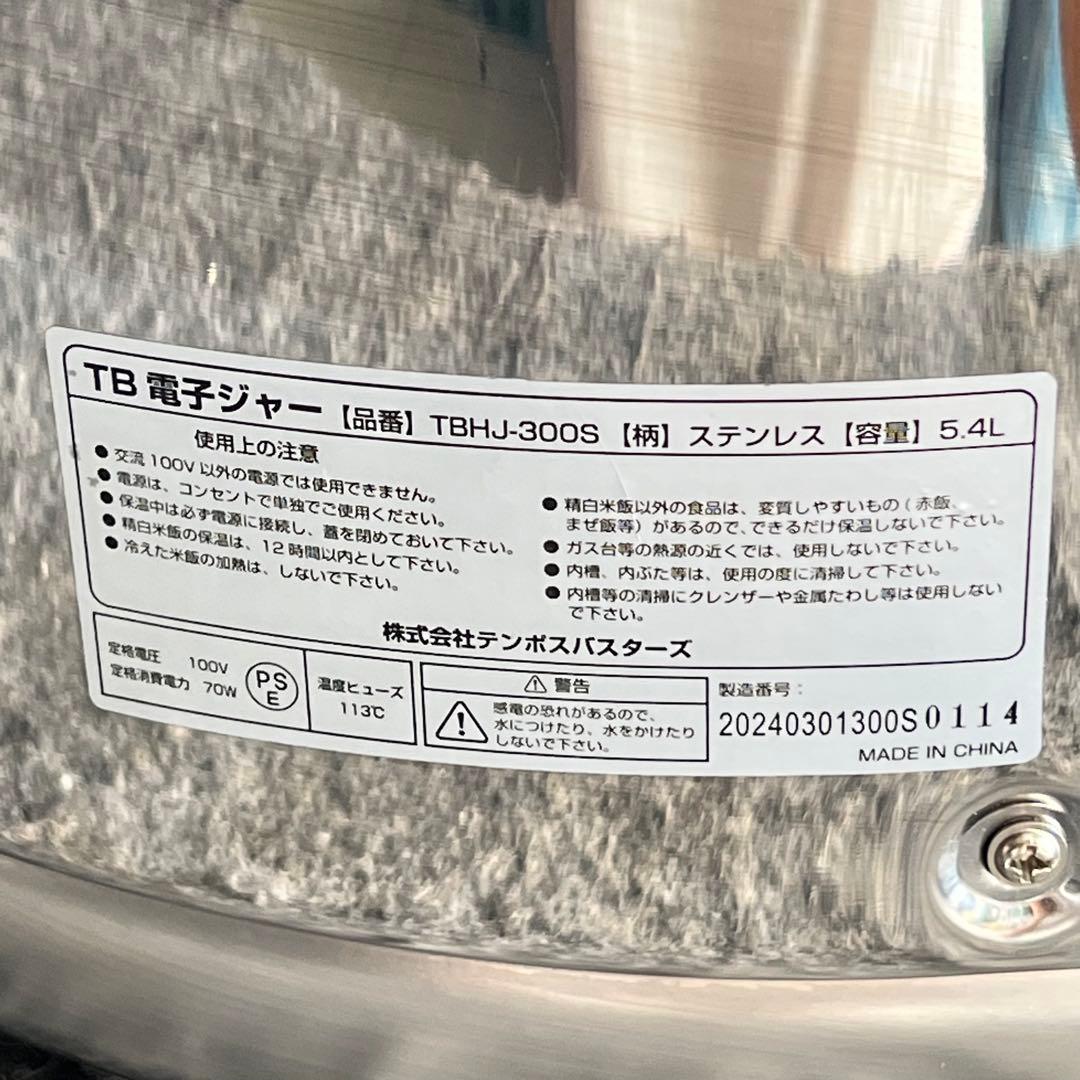 TB 電子ジャー 【品番】 TBHJ-300S 【柄】 ステンレス 【容量】 5.4L
使用上の注意
● 交流 100V 以外の電源では使用できません。
● 電源は、コンセントで単独でご使用ください。
● 保温中は必ず電源に接続し、蓋を閉めておいて下さい。
● 精白米飯の保温は、12 時間以内として下さい。
● 冷えた米飯の加熱は、しないで下さい。
● 精白米飯以外の食品は、変質しやすいもの ( 赤飯、
まぜ飯等 ) があるので、できるだけ保温しないで下さい。
● ガス台等の熱源の近くでは、使用しないで下さい。
● 内槽、内ぶた等は、使用の度に清掃して下さい。
● 内槽等の清掃にクレンザーや金属たわし等は使用しない
で下さい。
株式会社テンポスバスターズ
定格電圧 100V
定格消費電力 70W
PS
E
温度ヒューズ
113℃
⚠ 警告
感電の恐れがあるので、
水につけたり、水をかけたり
しないで下さい。
製造番号：
20240301300S0114
MADE IN CHINA